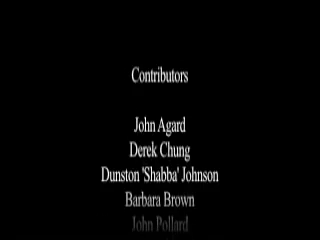 Contributors
John Agard
Derek Chung
Dunston 'Shabba' Johnson
Barbara Brown
John Pollard